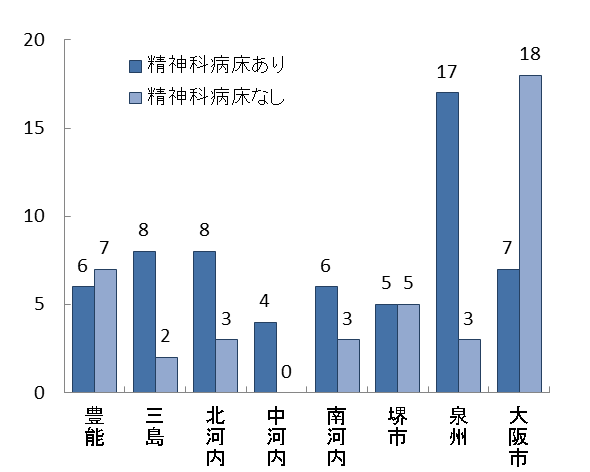 20
15
10
5
0
精神科病床あり
精神科病床なし
6
7
8
2
8
3
4
0
6
3
5
5
17
3
7
18
豊能
三島
北河内
中河内
南河内
堺市
泉州
大阪市